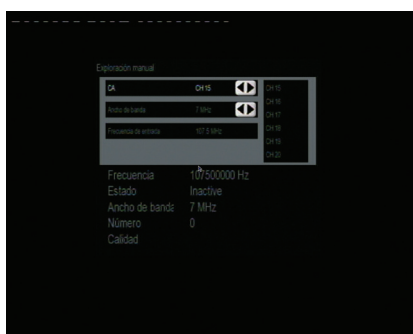 Exploración manual
CA CH 15
Ancho de banda 7 MHz
Frecuencia de entrada 107.5 MHz
CH 15
CH 16
CH 17
CH 18
CH 19
CH 20
Frecuencia 107500000 Hz
Estado Inactive
Ancho de banda 7 MHz
Número 0
Calidad